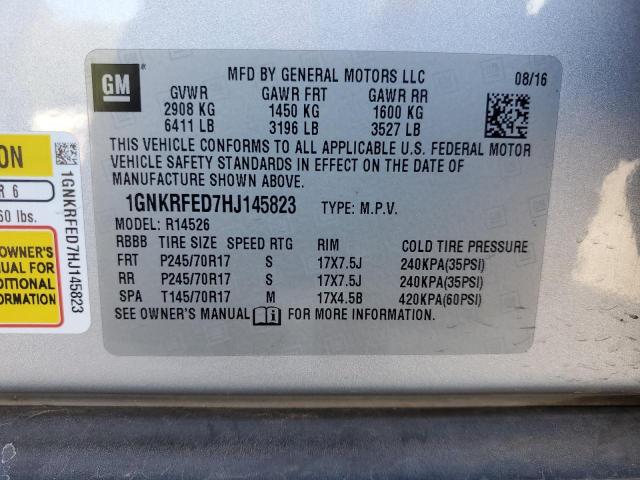 GM
MFD BY GENERAL MOTORS LLC 08/16
GVWR GAWR FRT GAWR RR
2908 KG 1450 KG 1600 KG
6411 LB 3196 LB 3527 LB
THIS VEHICLE CONFORMS TO ALL APPLICABLE U.S. FEDERAL MOTOR
VEHICLE SAFETY STANDARDS IN EFFECT ON THE DATE OF
MANUFACTURE SHOWN ABOVE.
1GNKRFED7HJ145823 TYPE: M.P.V.
MODEL: R14526
RBBB TIRE SIZE SPEED RTG RIM COLD TIRE PRESSURE
FRT P245/70R17 S 17X7.5J 240KPA(35PSI)
RR P245/70R17 S 17X7.5J 240KPA(35PSI)
SPA T145/70R17 M 17X4.5B 420KPA(60PSI)
SEE OWNER'S MANUAL i FOR MORE INFORMATION.
ON
R 6
60 lbs.
OWNER'S
MANUAL FOR
DITIONAL
FORMATION
1GNKRFED7HJ145823